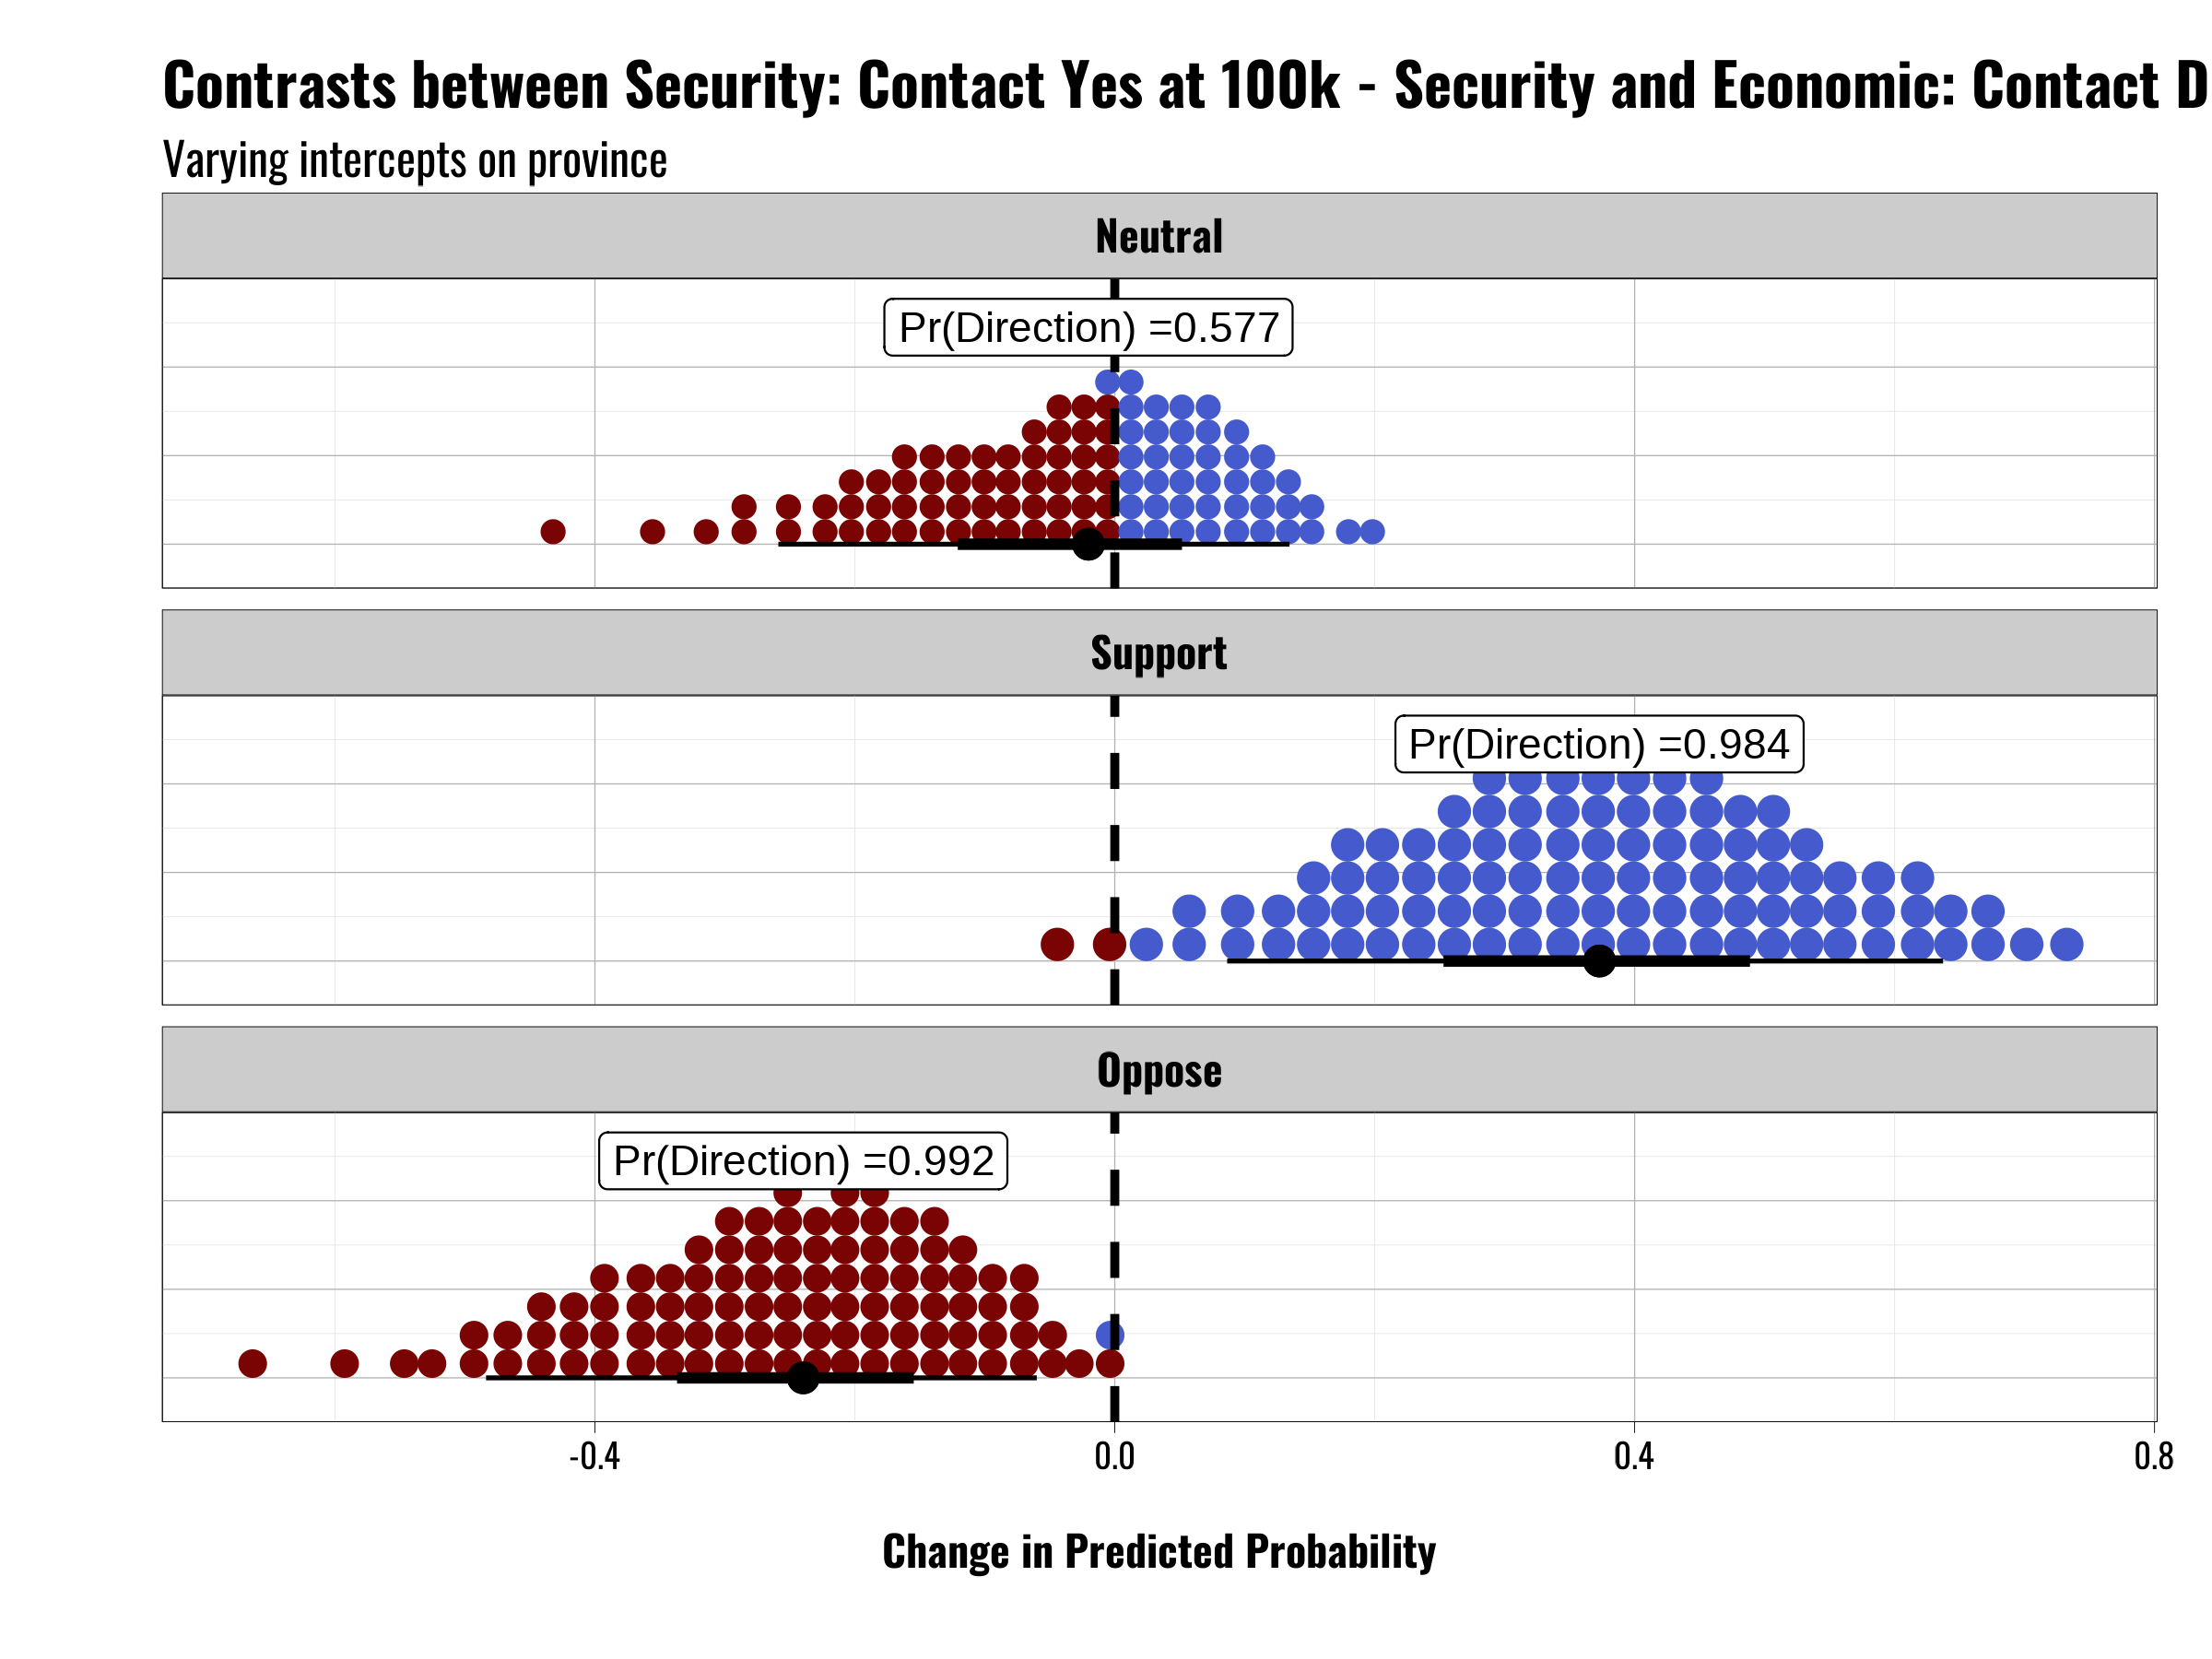 Contrasts between Security: Contact Yes at 100k - Security and Economic: Contact D
Varying intercepts on province
Neutral
Pr(Direction) =0.577
Support
Pr(Direction) =0.984
Oppose
Pr(Direction) =0.992
-0.4 0.0 0.4 0.8
Change in Predicted Probability